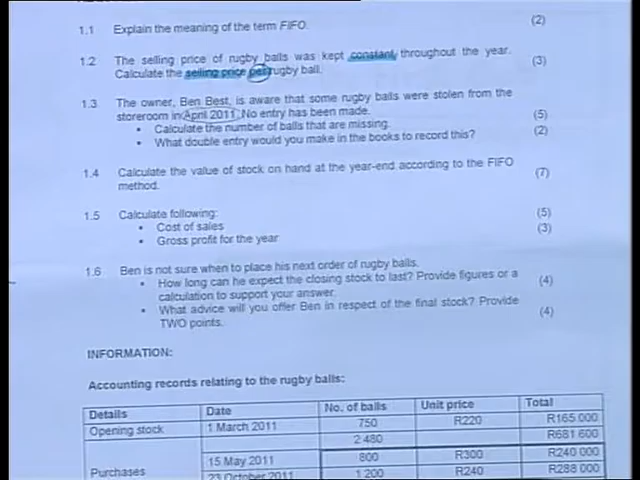 1.1 Explain the meaning of the term FIFO. (2)
1.2 The selling price of rugby balls was kept constant throughout the year.
Calculate the selling price per rugby ball. (3)
1.3 The owner, Ben Best, is aware that some rugby balls were stolen from the
storeroom in April 2011. No entry has been made.
• Calculate the number of balls that are missing. (5)
• What double entry would you make in the books to record this? (2)
1.4 Calculate the value of stock on hand at the year-end according to the FIFO
method. (7)
1.5 Calculate following:
• Cost of sales (5)
• Gross profit for the year (3)
1.6 Ben is not sure when to place his next order of rugby balls.
• How long can he expect the closing stock to last? Provide figures or a
calculation to support your answer. (4)
• What advice will you offer Ben in respect of the final stock? Provide
TWO points. (4)
INFORMATION:
Accounting records relating to the rugby balls:
Details Date No. of balls Unit price Total
Opening stock 1 March 2011 750 R220 R165 000
2 480 R681 600
Purchases 15 May 2011 800 R300 R240 000
23 October 2011 1 200 R240 R288 000